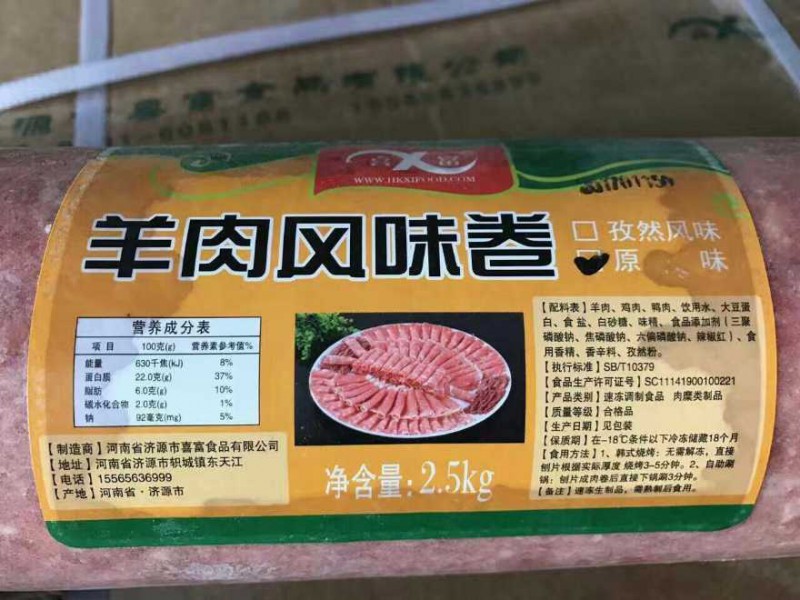 WWW.HKXIFOOD.COM
羊肉风味卷
孜然风味
原 味
营养成分表
项目 100克(g) 营养素参考值%
能量 630千焦(kJ) 8%
蛋白脂 22.0克(g) 37%
脂肪 6.0克(g) 10%
碳水化合物 2.0克(g) 1%
钠 92毫克(mg) 5%
【制造商】河南省济源市喜富食品有限公司
【地址】河南省济源市轵城镇东天江
【电话】15565636999
【产地】河南省·济源市
净含量:2.5kg
【配料表】羊肉、鸡肉、鸭肉、饮用水、大豆蛋
白、食盐、白砂糖、味精、食品添加剂(三聚
磷酸钠、焦磷酸钠、六偏磷酸钠、辣椒红)、食
用香精、香辛料、孜然粉。
【执行标准】SB/T10379
【食品生产许可证号】SC11141900100221
【产品类别】速冻调制食品 肉糜类制品
【质量等级】合格品
【生产日期】见包装
【保质期】在-18℃条件以下冷冻储藏18个月
【食用方法】1、韩式烧烤:无需解冻,直接
刨片根据实际厚度 烧烤3-5分钟。2、自助涮
锅:刨片成肉卷后直接下锅涮3分钟。
【备注】速冻生制品,需熟制后食用。